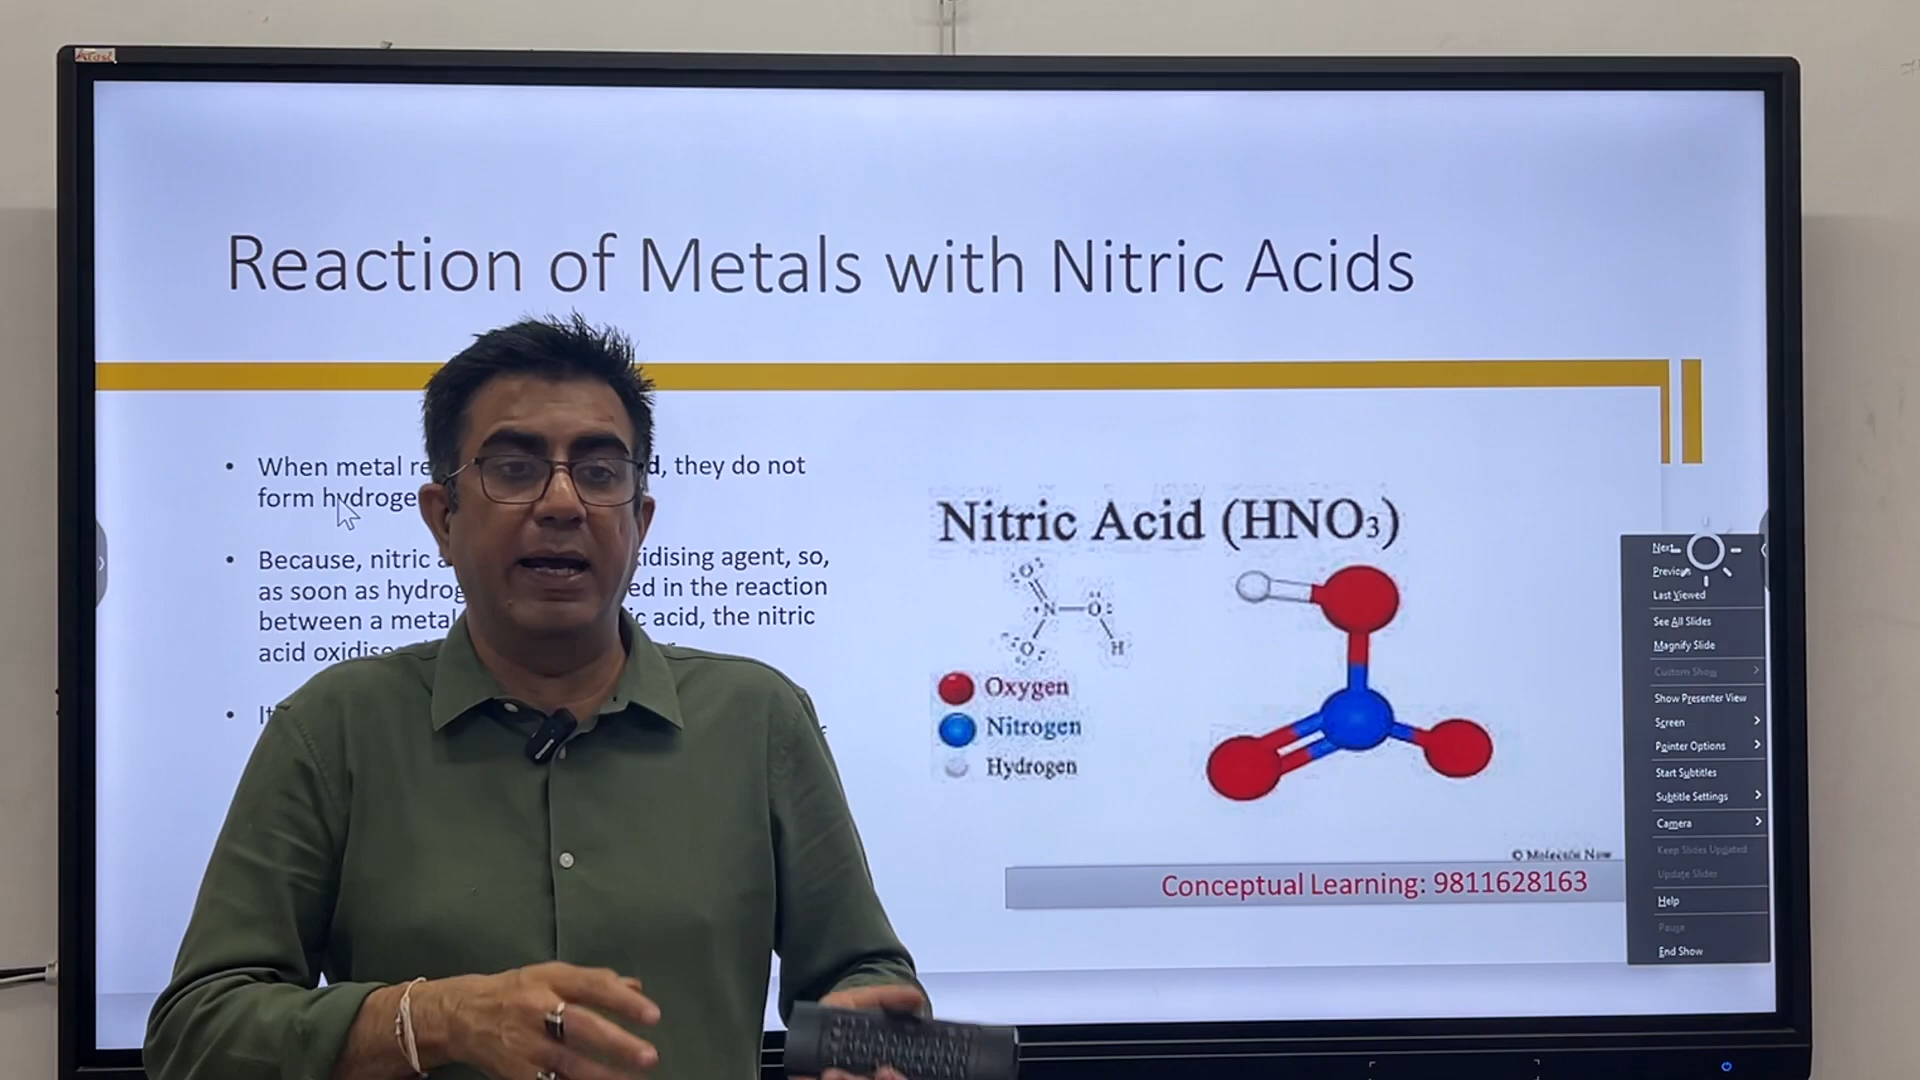 Reaction of Metals with Nitric Acids
When metal re d, they do not
form hydroge
Because, nitric a idising agent, so,
as soon as hydrog ed in the reaction
between a metal c acid, the nitric
acid oxidise
It
Nitric Acid (HNO₃)
O
N O
O H
Oxygen
Nitrogen
Hydrogen
© Molecule Now
Conceptual Learning: 9811628163
Next
Previous
Last Viewed
See All Slides
Magnify Slide
Custom Show
Show Presenter View
Screen
Pointer Options
Start Subtitles
Subtitle Settings
Camera
Keep Slides Updated
Update Slides
Help
Pause
End Show